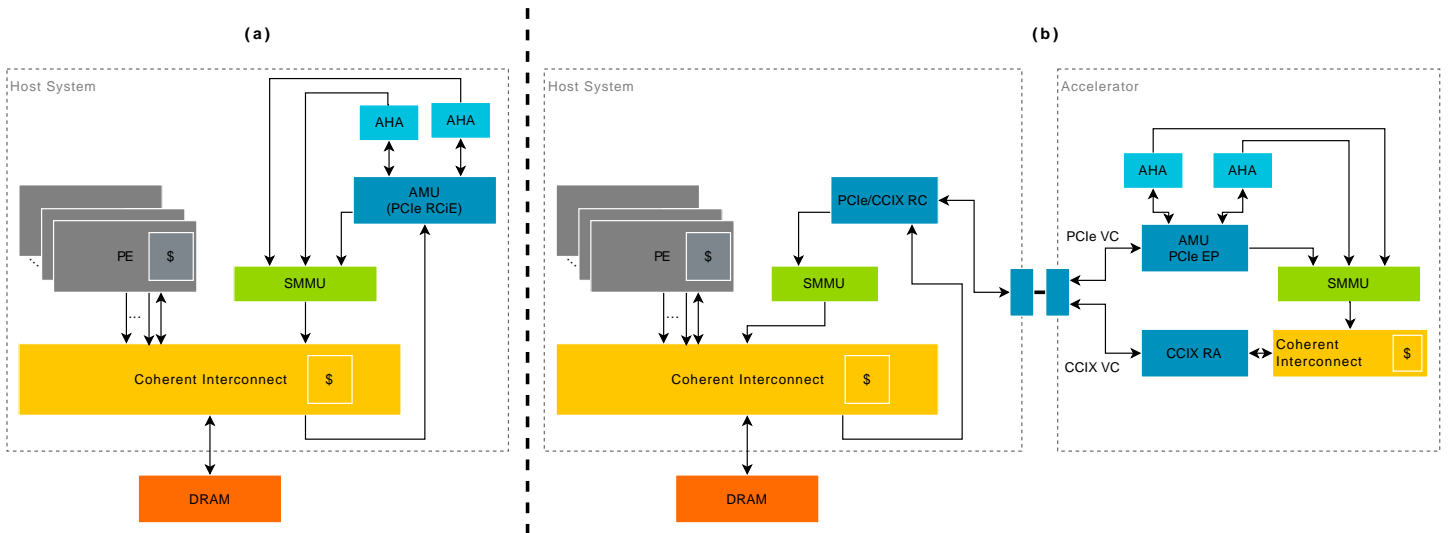 (a)
Host System
AHA
AHA
AMU
(PCIe RCiE)
PE
$
...
...
SMMU
Coherent Interconnect
$
DRAM
(b)
Host System
PCIe/CCIX RC
PE
$
...
...
SMMU
Coherent Interconnect
$
DRAM
Accelerator
AHA
AHA
PCIe VC
AMU
PCIe EP
SMMU
CCIX RA
CCIX VC
Coherent
Interconnect
$